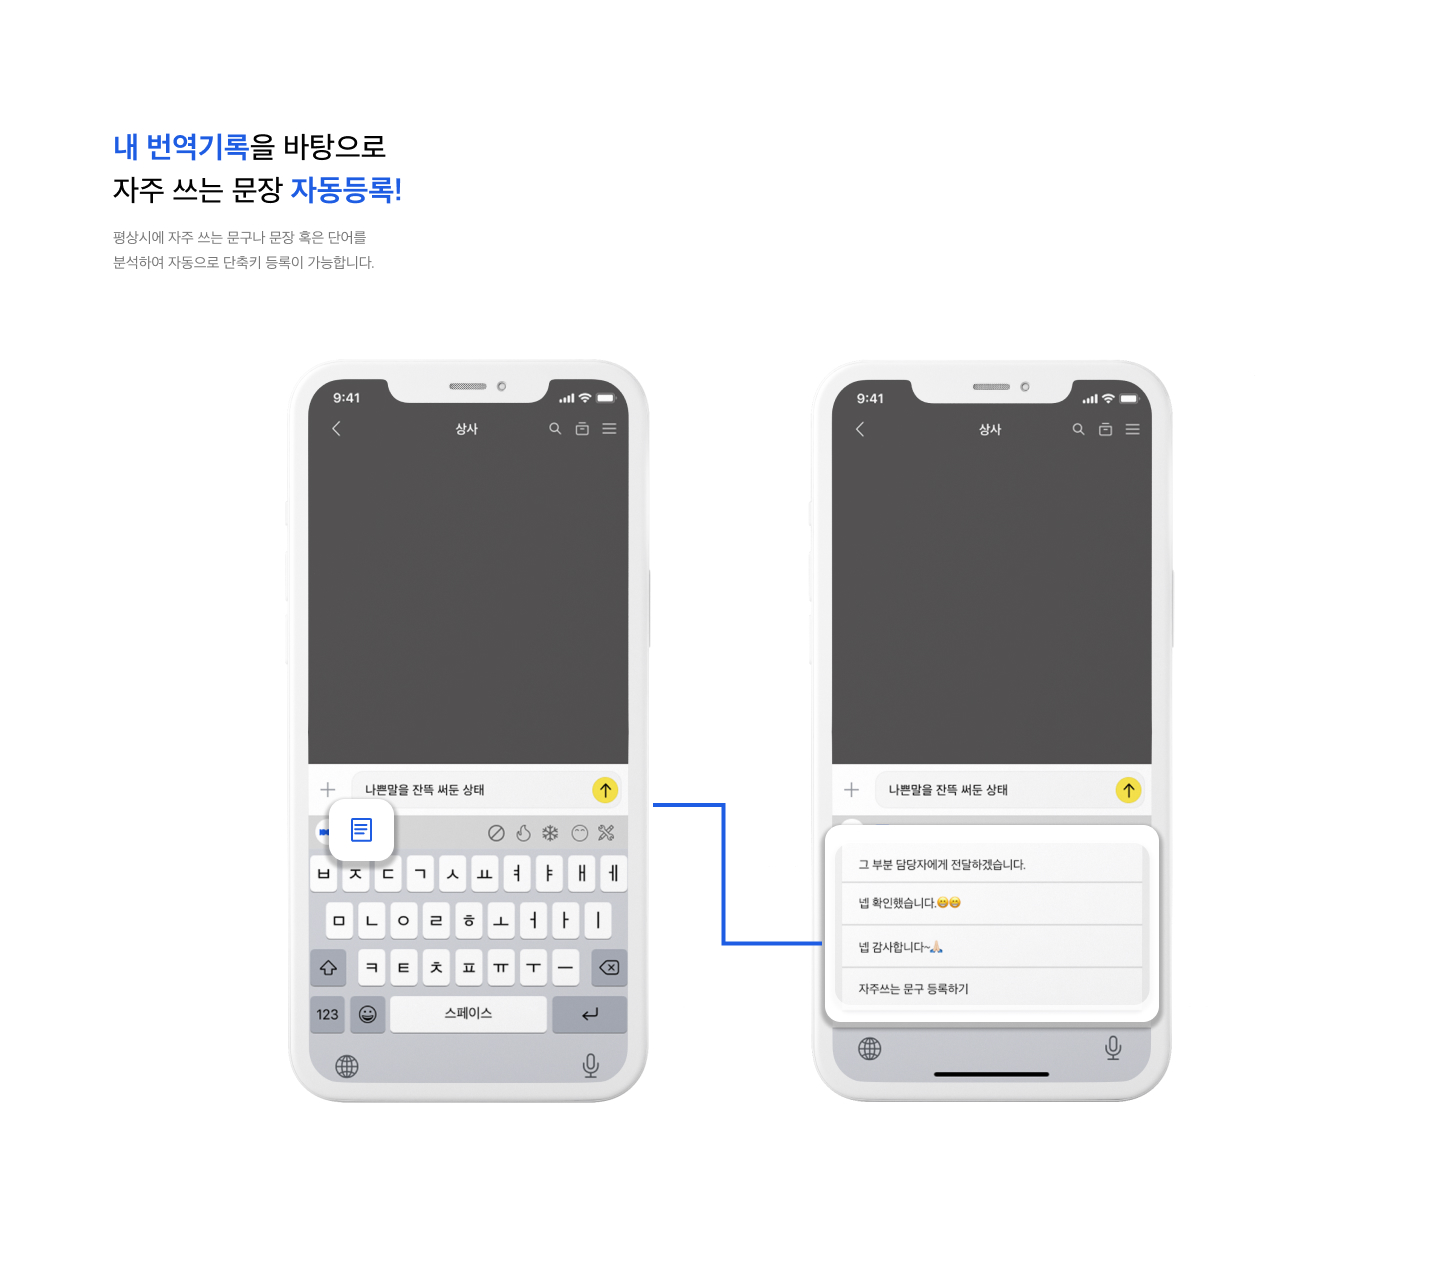 내 번역기록을 바탕으로
자주 쓰는 문장 자동등록!
평상시에 자주 쓰는 문구나 문장 혹은 단어를
분석하여 자동으로 단축키 등록이 가능합니다.
9:41
상사
나쁜말을 잔뜩 써둔 상태
ㅂ ㅈ ㄷ ㄱ ㅅ ㅛ ㅕ ㅑ ㅐ ㅔ
ㅁ ㄴ ㅇ ㄹ ㅎ ㅗ ㅓ ㅏ ㅣ
ㅋ ㅌ ㅊ ㅍ ㅠ ㅜ ㅡ
123 스페이스
9:41
상사
나쁜말을 잔뜩 써둔 상태
그 부분 담당자에게 전달하겠습니다.
넵 확인했습니다.😁😁
넵 감사합니다~🙏🏻
자주쓰는 문구 등록하기